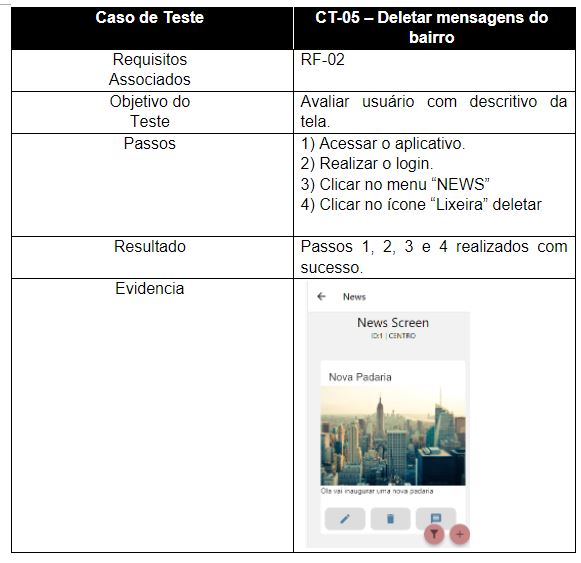 Caso de Teste
CT-05 – Deletar mensagens do
bairro
Requisitos
Associados
RF-02
Objetivo do
Teste
Avaliar usuário com descritivo da
tela.
Passos
1) Acessar o aplicativo.
2) Realizar o login.
3) Clicar no menu “NEWS”
4) Clicar no ícone “Lixeira” deletar
Resultado
Passos 1, 2, 3 e 4 realizados com
sucesso.
Evidencia
News
News Screen
ID:1 | CENTRO
Nova Padaria
Ola vai inaugurar uma nova padaria